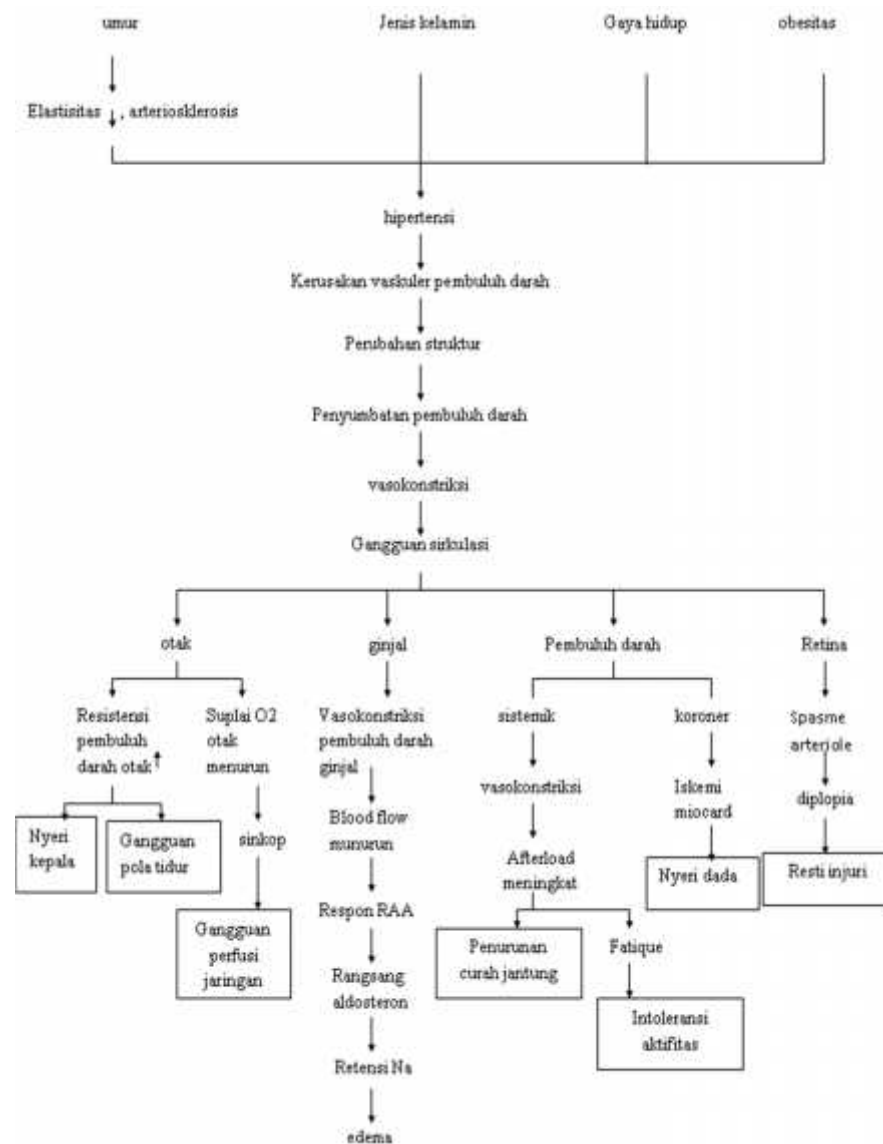 umur
Jenis kelamin
Gaya hidup
obesitas
Elastisitas ↓, arteriosklerosis
hipertensi
Kerusakan vaskuler pembuluh darah
Perubahan struktur
Penyumbatan pembuluh darah
vasokonstriksi
Gangguan sirkulasi
otak
ginjal
Pembuluh darah
Retina
Resistensi
pembuluh
darah otak↑
Suplai O2
otak
menurun
Vasokonstriksi
pembuluh darah
ginjal
sistemik
koroner
Spasme
arteriole
vasokonstriksi
Iskemi
miocard
diplopia
Nyeri
kepala
Gangguan
pola tidur
sinkop
Blood flow
munurun
Afterload
meningkat
Nyeri dada
Resti injuri
Gangguan
perfusi
jaringan
Respon RAA
Penurunan
curah jantung
Fatique
Rangsang
aldosteron
Intoleransi
aktifitas
Retensi Na
edema